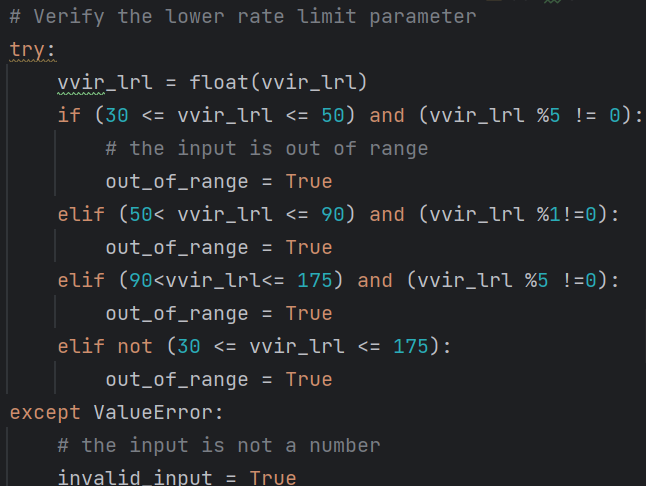 # Verify the lower rate limit parameter
try:
vvir_lrl = float(vvir_lrl)
if (30 <= vvir_lrl <= 50) and (vvir_lrl %5 != 0):
# the input is out of range
out_of_range = True
elif (50< vvir_lrl <= 90) and (vvir_lrl %1!=0):
out_of_range = True
elif (90<vvir_lrl<= 175) and (vvir_lrl %5 !=0):
out_of_range = True
elif not (30 <= vvir_lrl <= 175):
out_of_range = True
except ValueError:
# the input is not a number
invalid_input = True